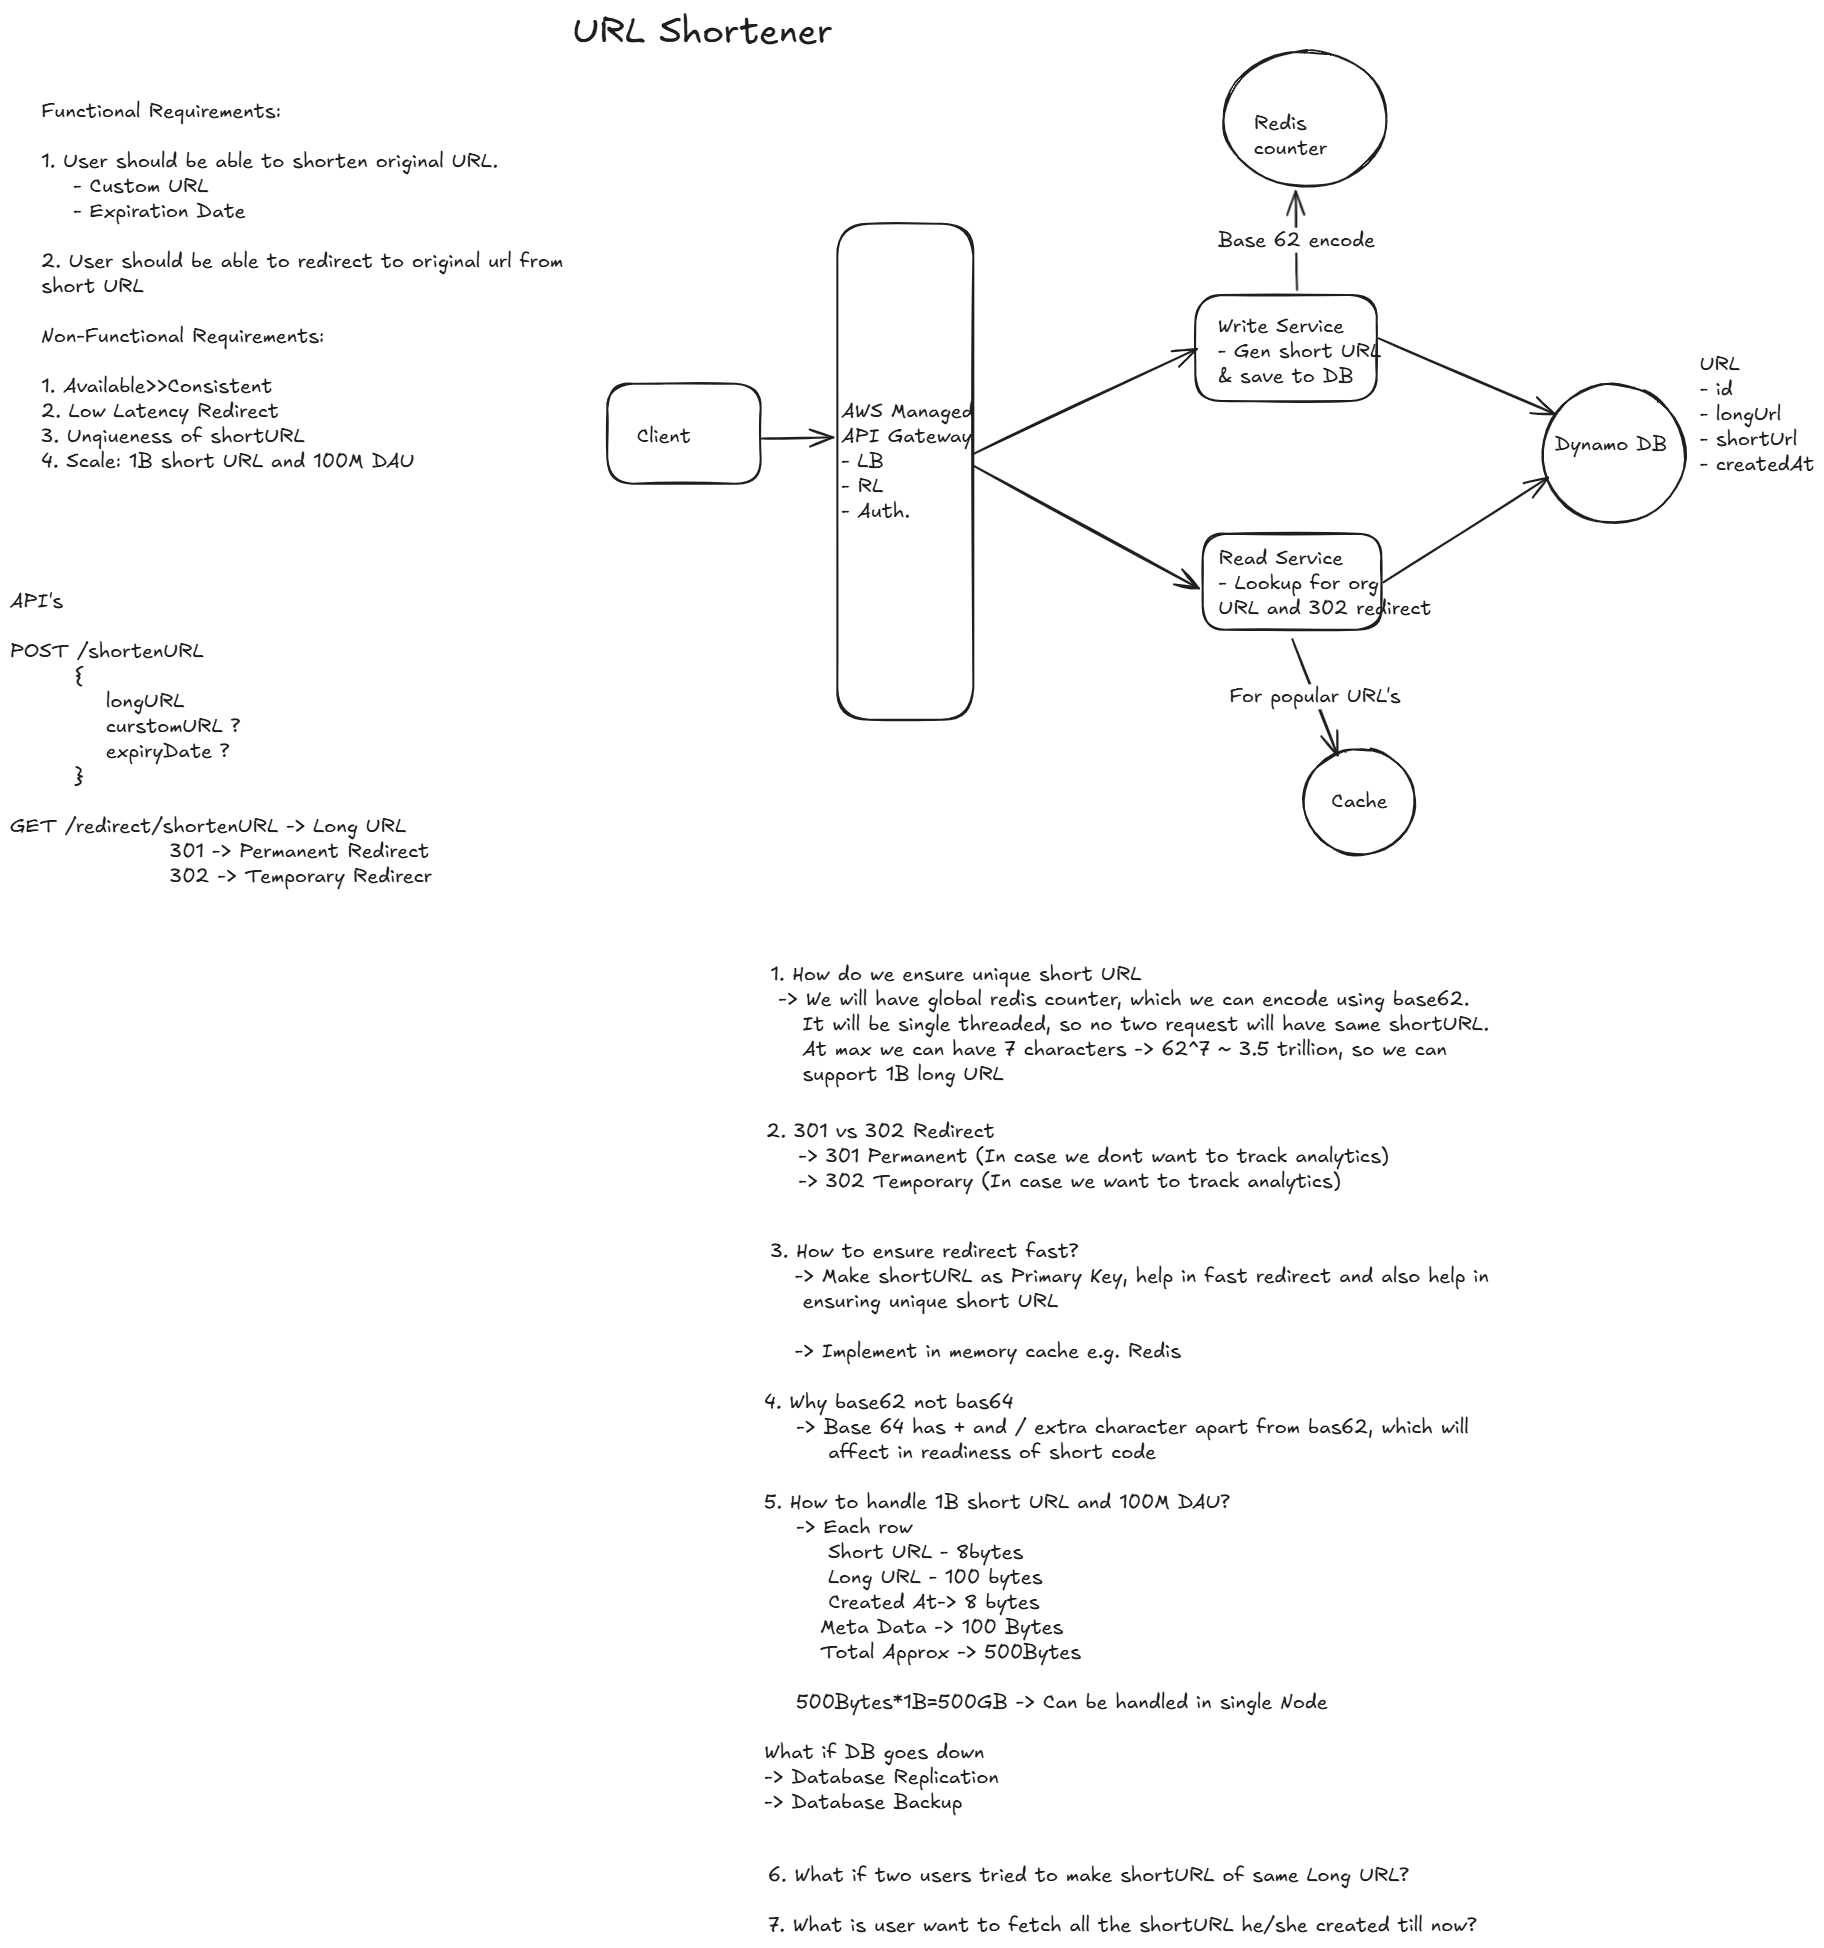 URL Shortener
Functional Requirements:
1. User should be able to shorten original URL.
- Custom URL
- Expiration Date
2. User should be able to redirect to original url from
short URL
Non-Functional Requirements:
1. Available>>Consistent
2. Low Latency Redirect
3. Unqiueness of shortURL
4. Scale: 1B short URL and 100M DAU
API's
POST /shortenURL
{
longURL
curstomURL ?
expiryDate ?
}
GET /redirect/shortenURL -> Long URL
301 -> Permanent Redirect
302 -> Temporary Redirecr
Client
AWS Managed
API Gateway
- LB
- RL
- Auth.
Redis
counter
Base 62 encode
Write Service
- Gen short URL
& save to DB
Read Service
- Lookup for org
URL and 302 redirect
For popular URL's
Cache
Dynamo DB
URL
- id
- longUrl
- shortUrl
- createdAt
1. How do we ensure unique short URL
-> We will have global redis counter, which we can encode using base62.
It will be single threaded, so no two request will have same shortURL.
At max we can have 7 characters -> 62^7 ~ 3.5 trillion, so we can
support 1B long URL
2. 301 vs 302 Redirect
-> 301 Permanent (In case we dont want to track analytics)
-> 302 Temporary (In case we want to track analytics)
3. How to ensure redirect fast?
-> Make shortURL as Primary Key, help in fast redirect and also help in
ensuring unique short URL
-> Implement in memory cache e.g. Redis
4. Why base62 not bas64
-> Base 64 has + and / extra character apart from bas62, which will
affect in readiness of short code
5. How to handle 1B short URL and 100M DAU?
-> Each row
Short URL - 8bytes
Long URL - 100 bytes
Created At-> 8 bytes
Meta Data -> 100 Bytes
Total Approx -> 500Bytes
500Bytes*1B=500GB -> Can be handled in single Node
What if DB goes down
-> Database Replication
-> Database Backup
6. What if two users tried to make shortURL of same Long URL?
7. What is user want to fetch all the shortURL he/she created till now?